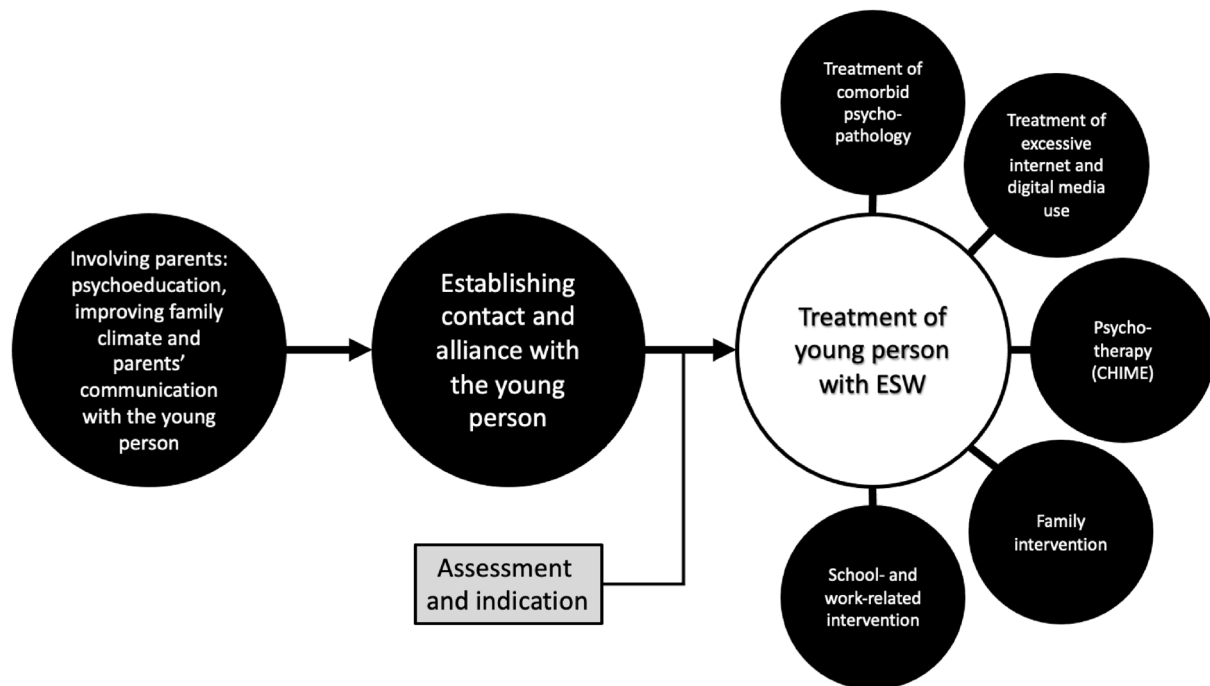 Involving parents:
psychoeducation,
improving family
climate and
parents’
communication
with the young
person
Establishing
contact and
alliance with
the young
person
Assessment
and indication
Treatment of
young person
with ESW
Treatment of
comorbid
psycho-
pathology
Treatment of
excessive
internet and
digital media
use
Psycho-
therapy
(CHIME)
Family
intervention
School- and
work-related
intervention